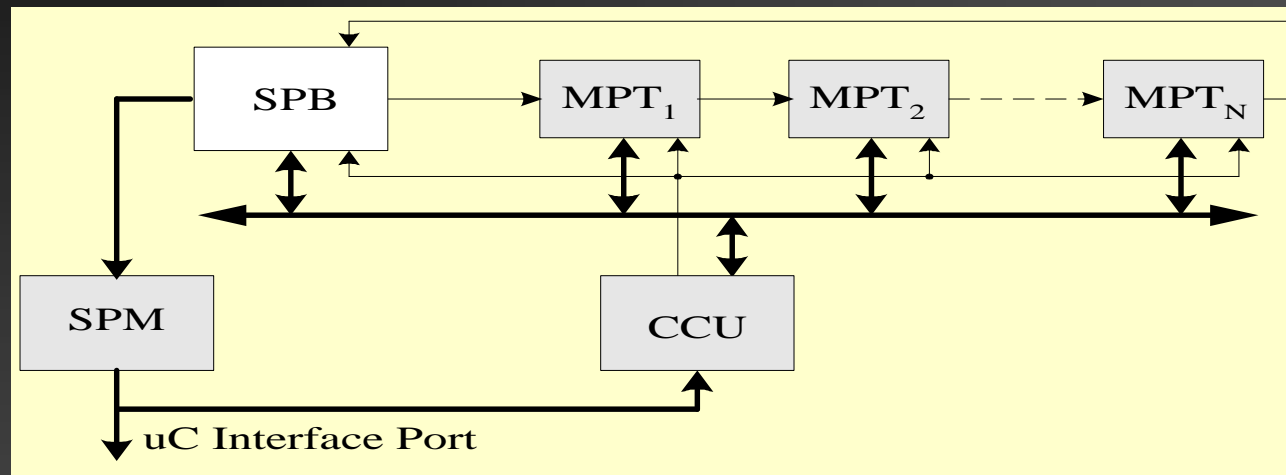 SPB
MPT1
MPT2
MPTN
SPM
CCU
uC Interface Port